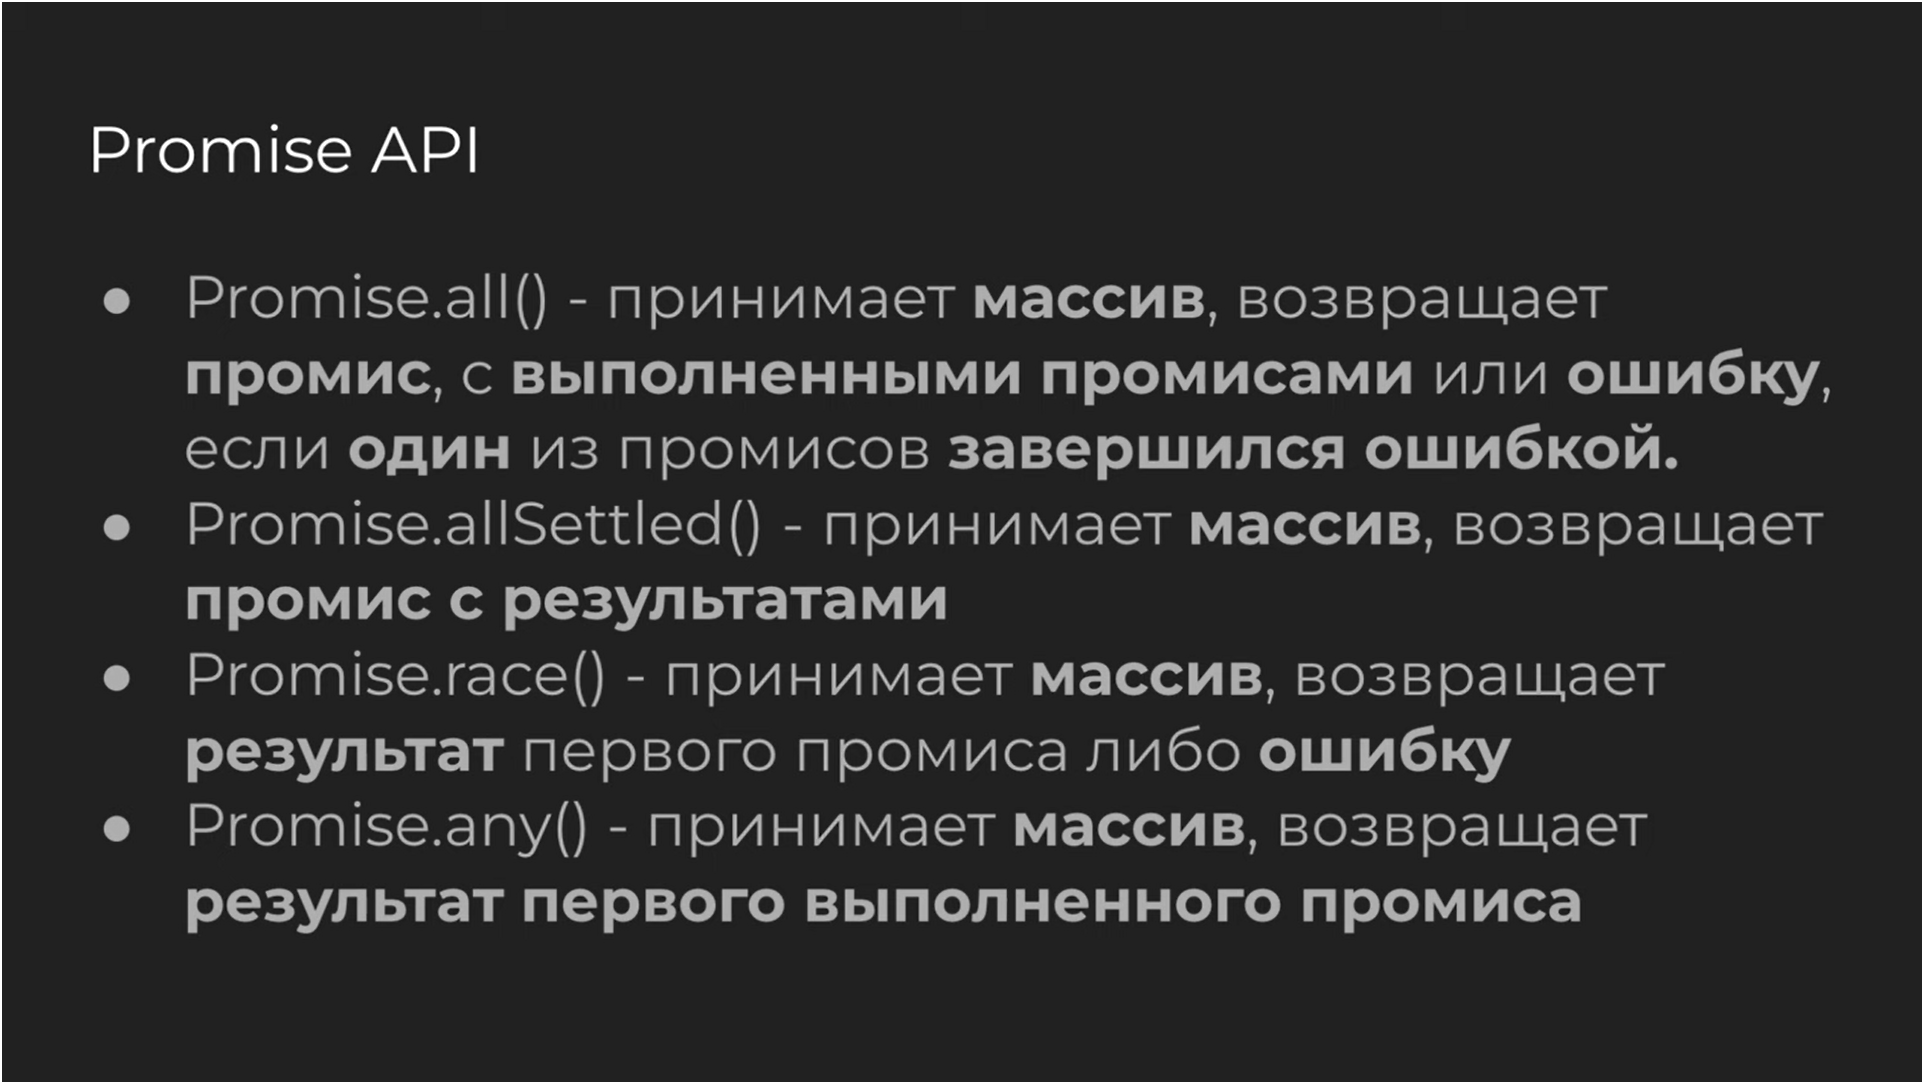 Promise API
● Promise.all() - принимает массив, возвращает
промис, с выполненными промисами или ошибку,
если один из промисов завершился ошибкой.
● Promise.allSettled() - принимает массив, возвращает
промис с результатами
● Promise.race() - принимает массив, возвращает
результат первого промиса либо ошибку
● Promise.any() - принимает массив, возвращает
результат первого выполненного промиса